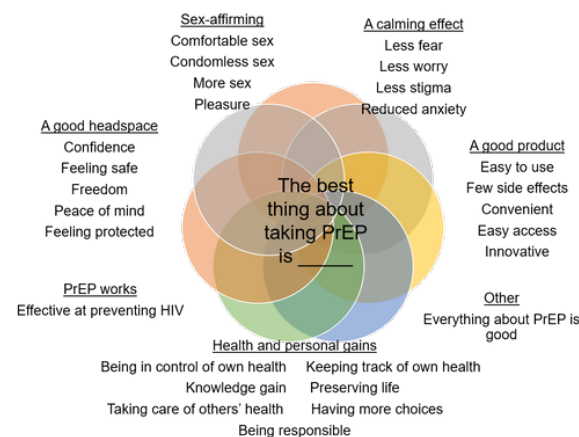 Sex-affirming
Comfortable sex
Condomless sex
More sex
Pleasure
A calming effect
Less fear
Less worry
Less stigma
Reduced anxiety
A good headspace
Confidence
Feeling safe
Freedom
Peace of mind
Feeling protected
The best
thing about
taking PrEP
is ______
A good product
Easy to use
Few side effects
Convenient
Easy access
Innovative
PrEP works
Effective at preventing HIV
Other
Everything about PrEP is
good
Health and personal gains
Being in control of own health
Keeping track of own health
Knowledge gain
Preserving life
Taking care of others' health
Having more choices
Being responsible